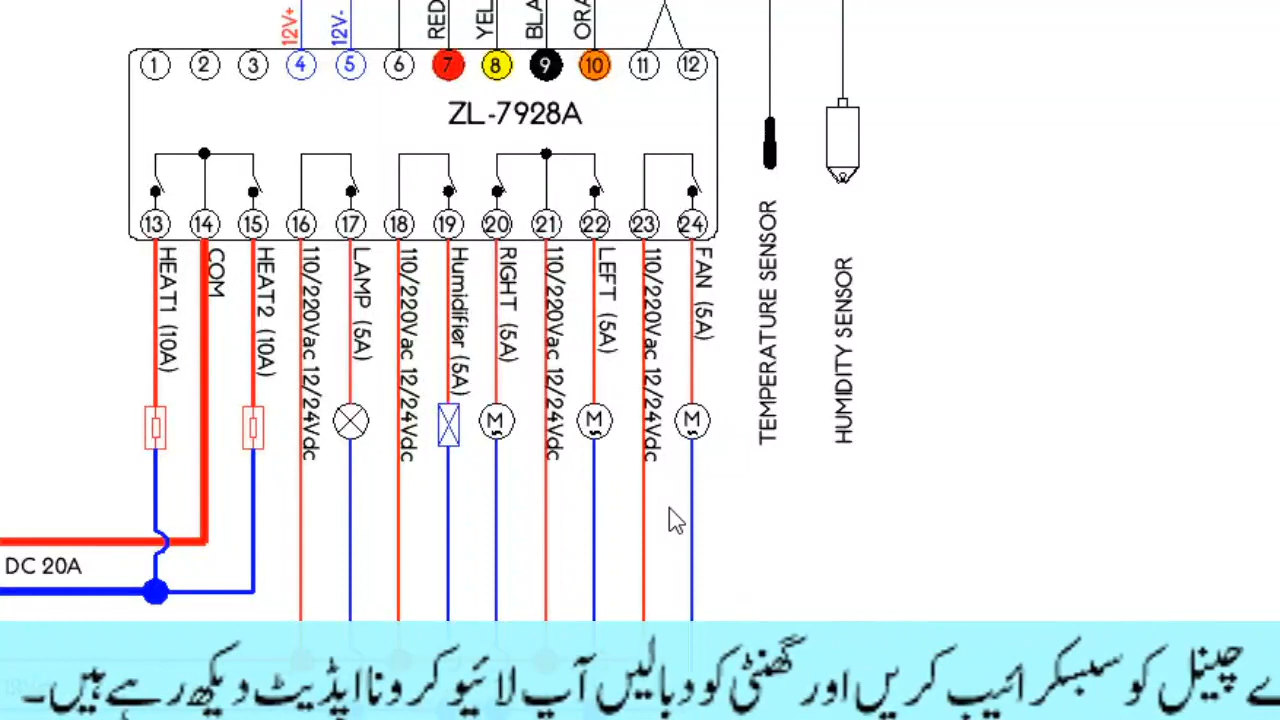 12V+ 12V- RED YEL BLA ORA
1 2 3 4 5 6 7 8 9 10 11 12
ZL-7928A
13 14 15 16 17 18 19 20 21 22 23 24
HEAT1 (10A)
COM
HEAT2 (10A)
110/220Vac 12/24Vdc
LAMP (5A)
110/220Vac 12/24Vdc
Humidifier (5A)
RIGHT (5A)
110/220Vac 12/24Vdc
LEFT (5A)
110/220Vac 12/24Vdc
FAN (5A)
TEMPERATURE SENSOR
HUMIDITY SENSOR
DC 20A
ے چینل کو سبسکرائیب کریں اور گھنٹی کو دبا لیں آپ لائیو کرونا اپڈیٹ دیکھ رہے ہیں۔